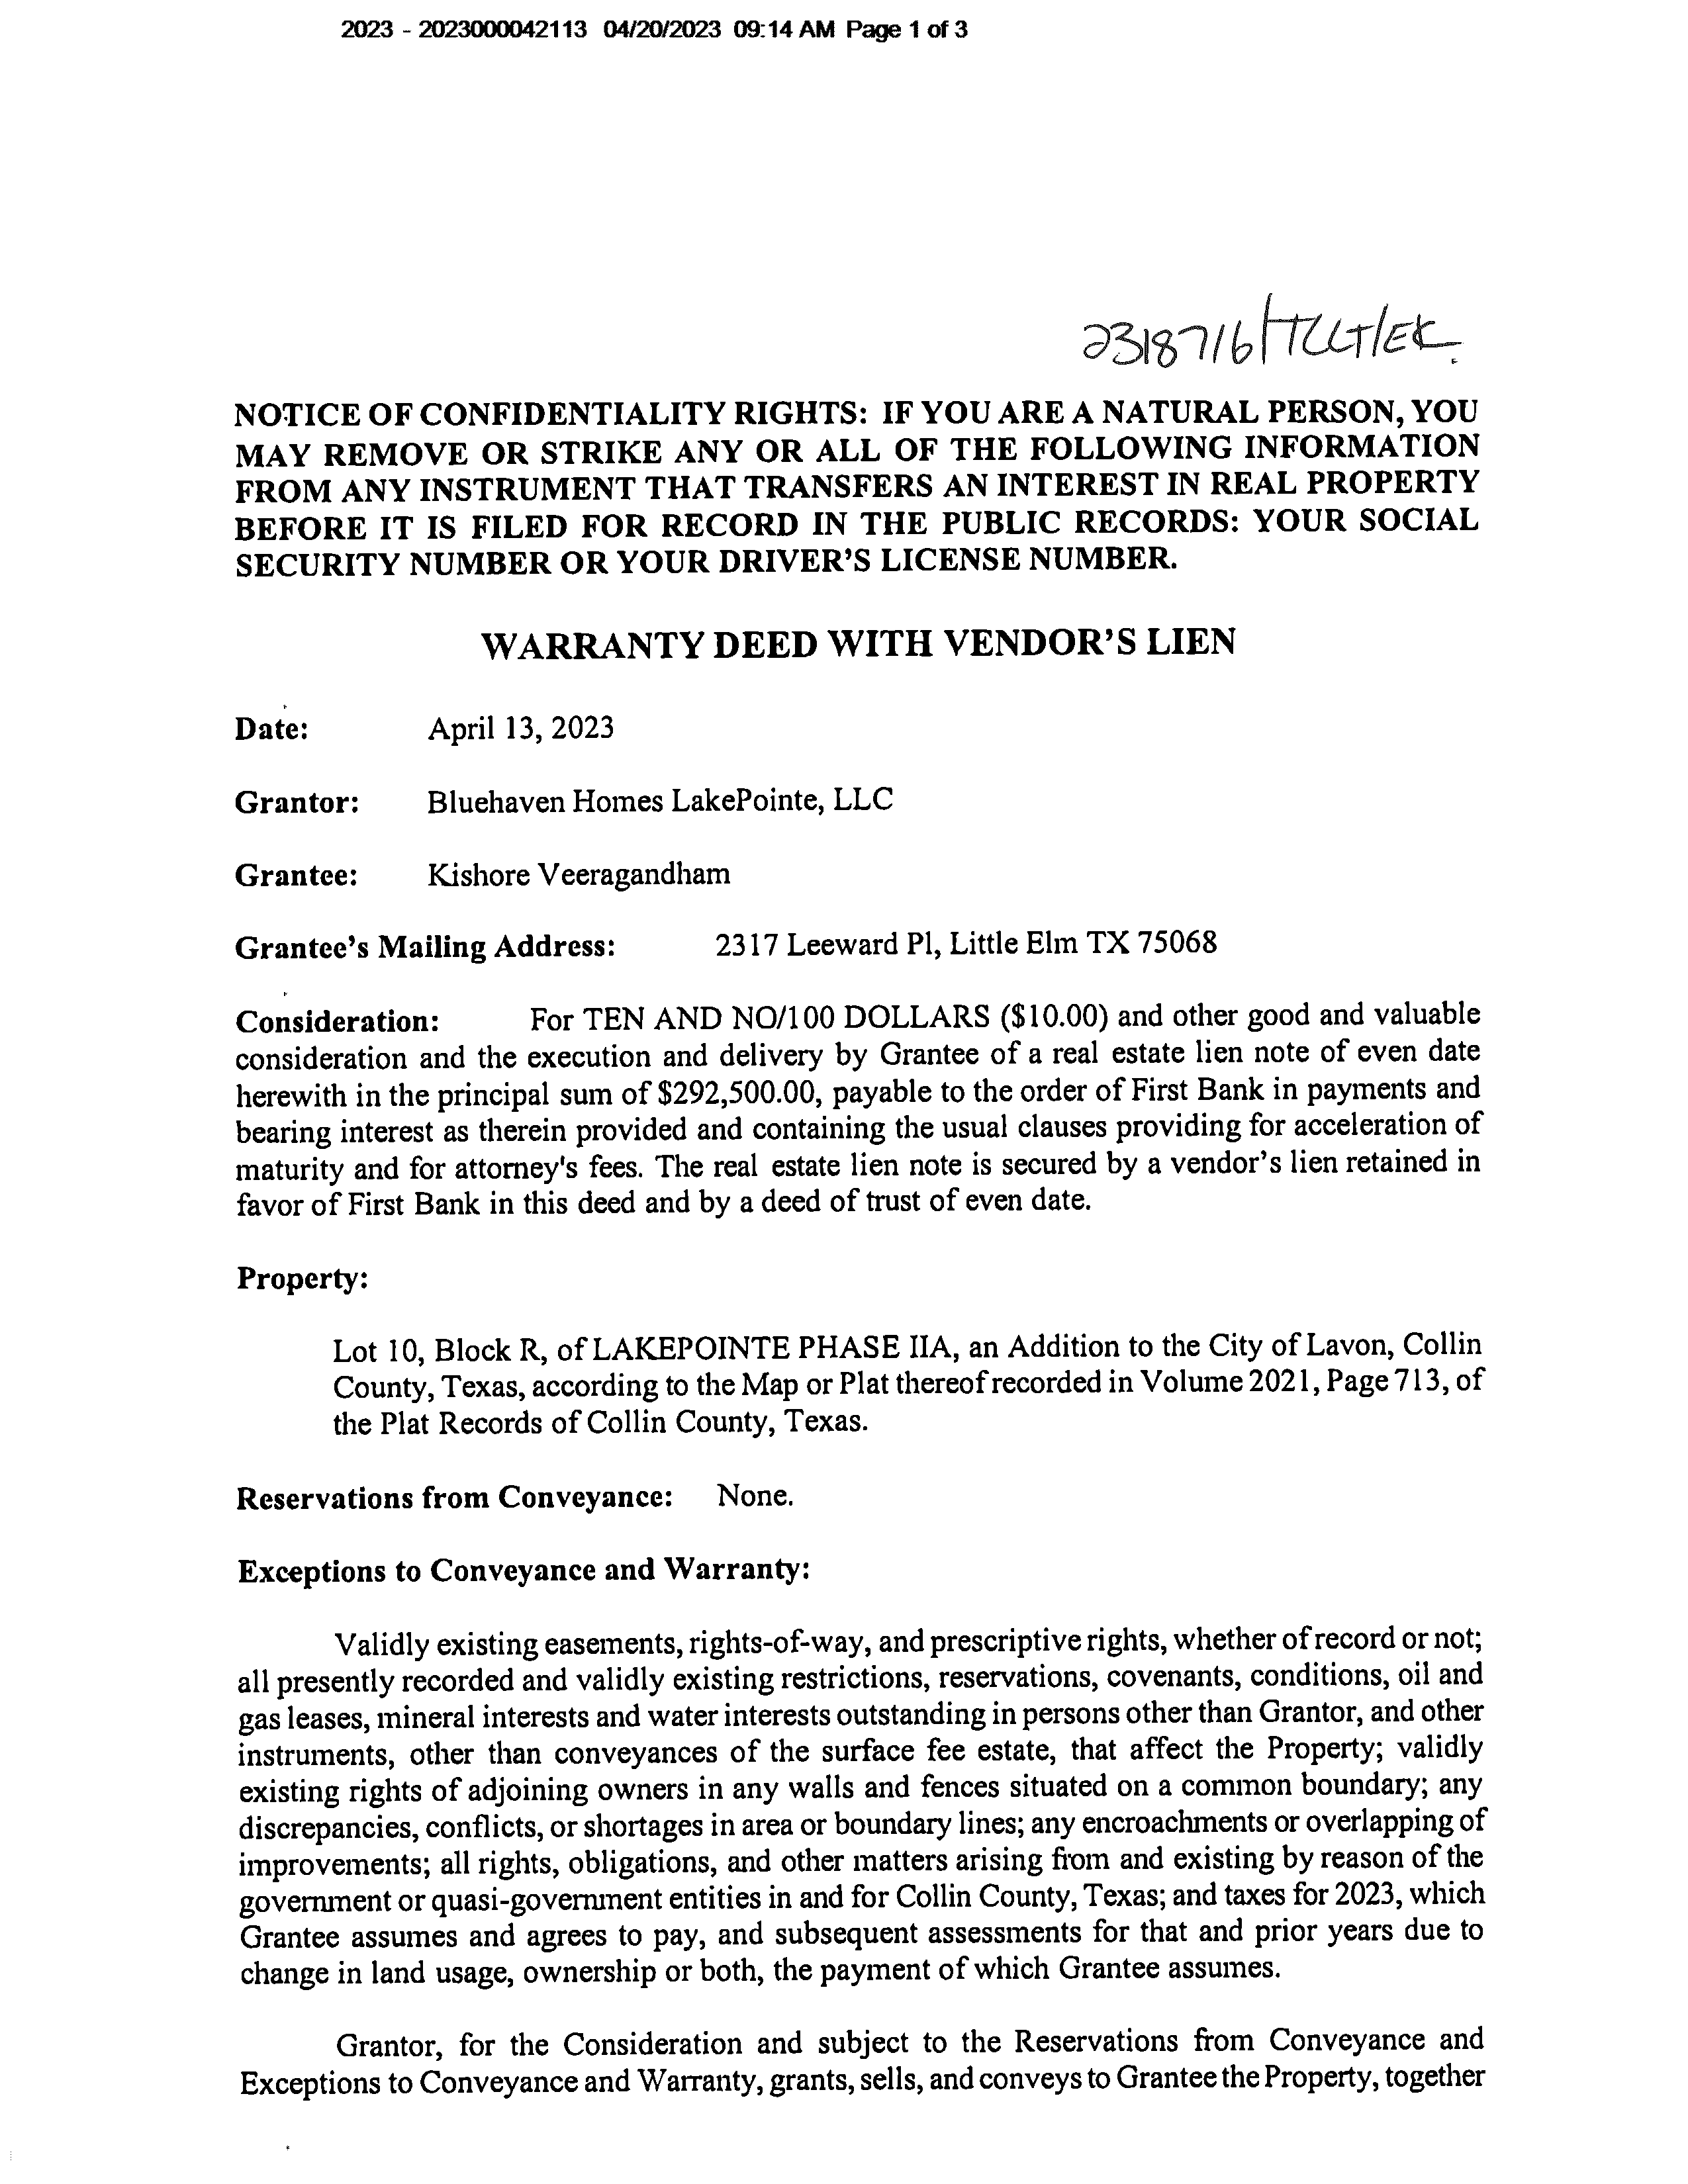 2023 - 2023000042113 04/20/2023 09:14 AM Page 1 of 3
2318716/TCCT/EK
NOTICE OF CONFIDENTIALITY RIGHTS: IF YOU ARE A NATURAL PERSON, YOU
MAY REMOVE OR STRIKE ANY OR ALL OF THE FOLLOWING INFORMATION
FROM ANY INSTRUMENT THAT TRANSFERS AN INTEREST IN REAL PROPERTY
BEFORE IT IS FILED FOR RECORD IN THE PUBLIC RECORDS: YOUR SOCIAL
SECURITY NUMBER OR YOUR DRIVER'S LICENSE NUMBER.
WARRANTY DEED WITH VENDOR'S LIEN
Date: April 13, 2023
Grantor: Bluehaven Homes LakePointe, LLC
Grantee: Kishore Veeragandham
Grantee's Mailing Address: 2317 Leeward Pl, Little Elm TX 75068
Consideration: For TEN AND NO/100 DOLLARS ($10.00) and other good and valuable
consideration and the execution and delivery by Grantee of a real estate lien note of even date
herewith in the principal sum of $292,500.00, payable to the order of First Bank in payments and
bearing interest as therein provided and containing the usual clauses providing for acceleration of
maturity and for attorney's fees. The real estate lien note is secured by a vendor's lien retained in
favor of First Bank in this deed and by a deed of trust of even date.
Property:
Lot 10, Block R, of LAKEPOINTE PHASE IIA, an Addition to the City of Lavon, Collin
County, Texas, according to the Map or Plat thereof recorded in Volume 2021, Page 713, of
the Plat Records of Collin County, Texas.
Reservations from Conveyance: None.
Exceptions to Conveyance and Warranty:
Validly existing easements, rights-of-way, and prescriptive rights, whether of record or not;
all presently recorded and validly existing restrictions, reservations, covenants, conditions, oil and
gas leases, mineral interests and water interests outstanding in persons other than Grantor, and other
instruments, other than conveyances of the surface fee estate, that affect the Property; validly
existing rights of adjoining owners in any walls and fences situated on a common boundary; any
discrepancies, conflicts, or shortages in area or boundary lines; any encroachments or overlapping of
improvements; all rights, obligations, and other matters arising from and existing by reason of the
government or quasi-government entities in and for Collin County, Texas; and taxes for 2023, which
Grantee assumes and agrees to pay, and subsequent assessments for that and prior years due to
change in land usage, ownership or both, the payment of which Grantee assumes.
Grantor, for the Consideration and subject to the Reservations from Conveyance and
Exceptions to Conveyance and Warranty, grants, sells, and conveys to Grantee the Property, together